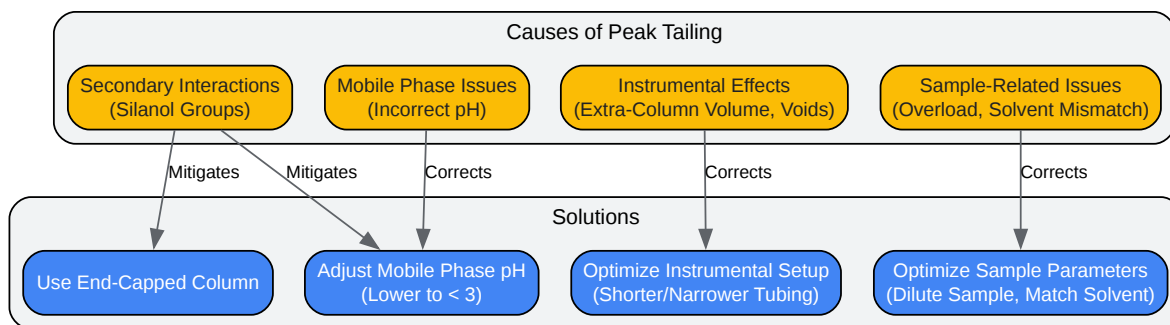 Causes of Peak Tailing
Secondary Interactions
(Silanol Groups)
Mobile Phase Issues
(Incorrect pH)
Instrumental Effects
(Extra-Column Volume, Voids)
Sample-Related Issues
(Overload, Solvent Mismatch)
Mitigates
Mitigates
Corrects
Corrects
Corrects
Solutions
Use End-Capped Column
Adjust Mobile Phase pH
(Lower to < 3)
Optimize Instrumental Setup
(Shorter/Narrower Tubing)
Optimize Sample Parameters
(Dilute Sample, Match Solvent)